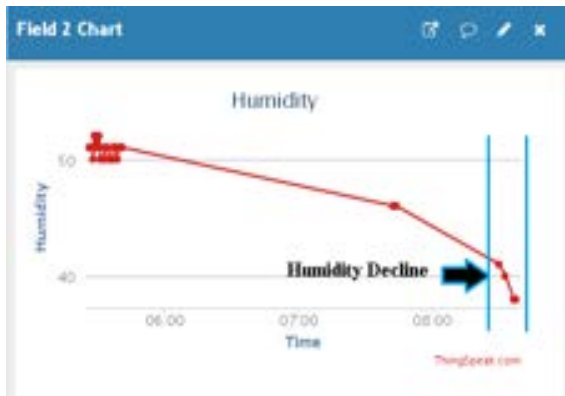 Field 2 Chart
Humidity
50
Humidity
Humidity Decline
40
06:00 07:00 08:00
Time
ThingSpeak.com